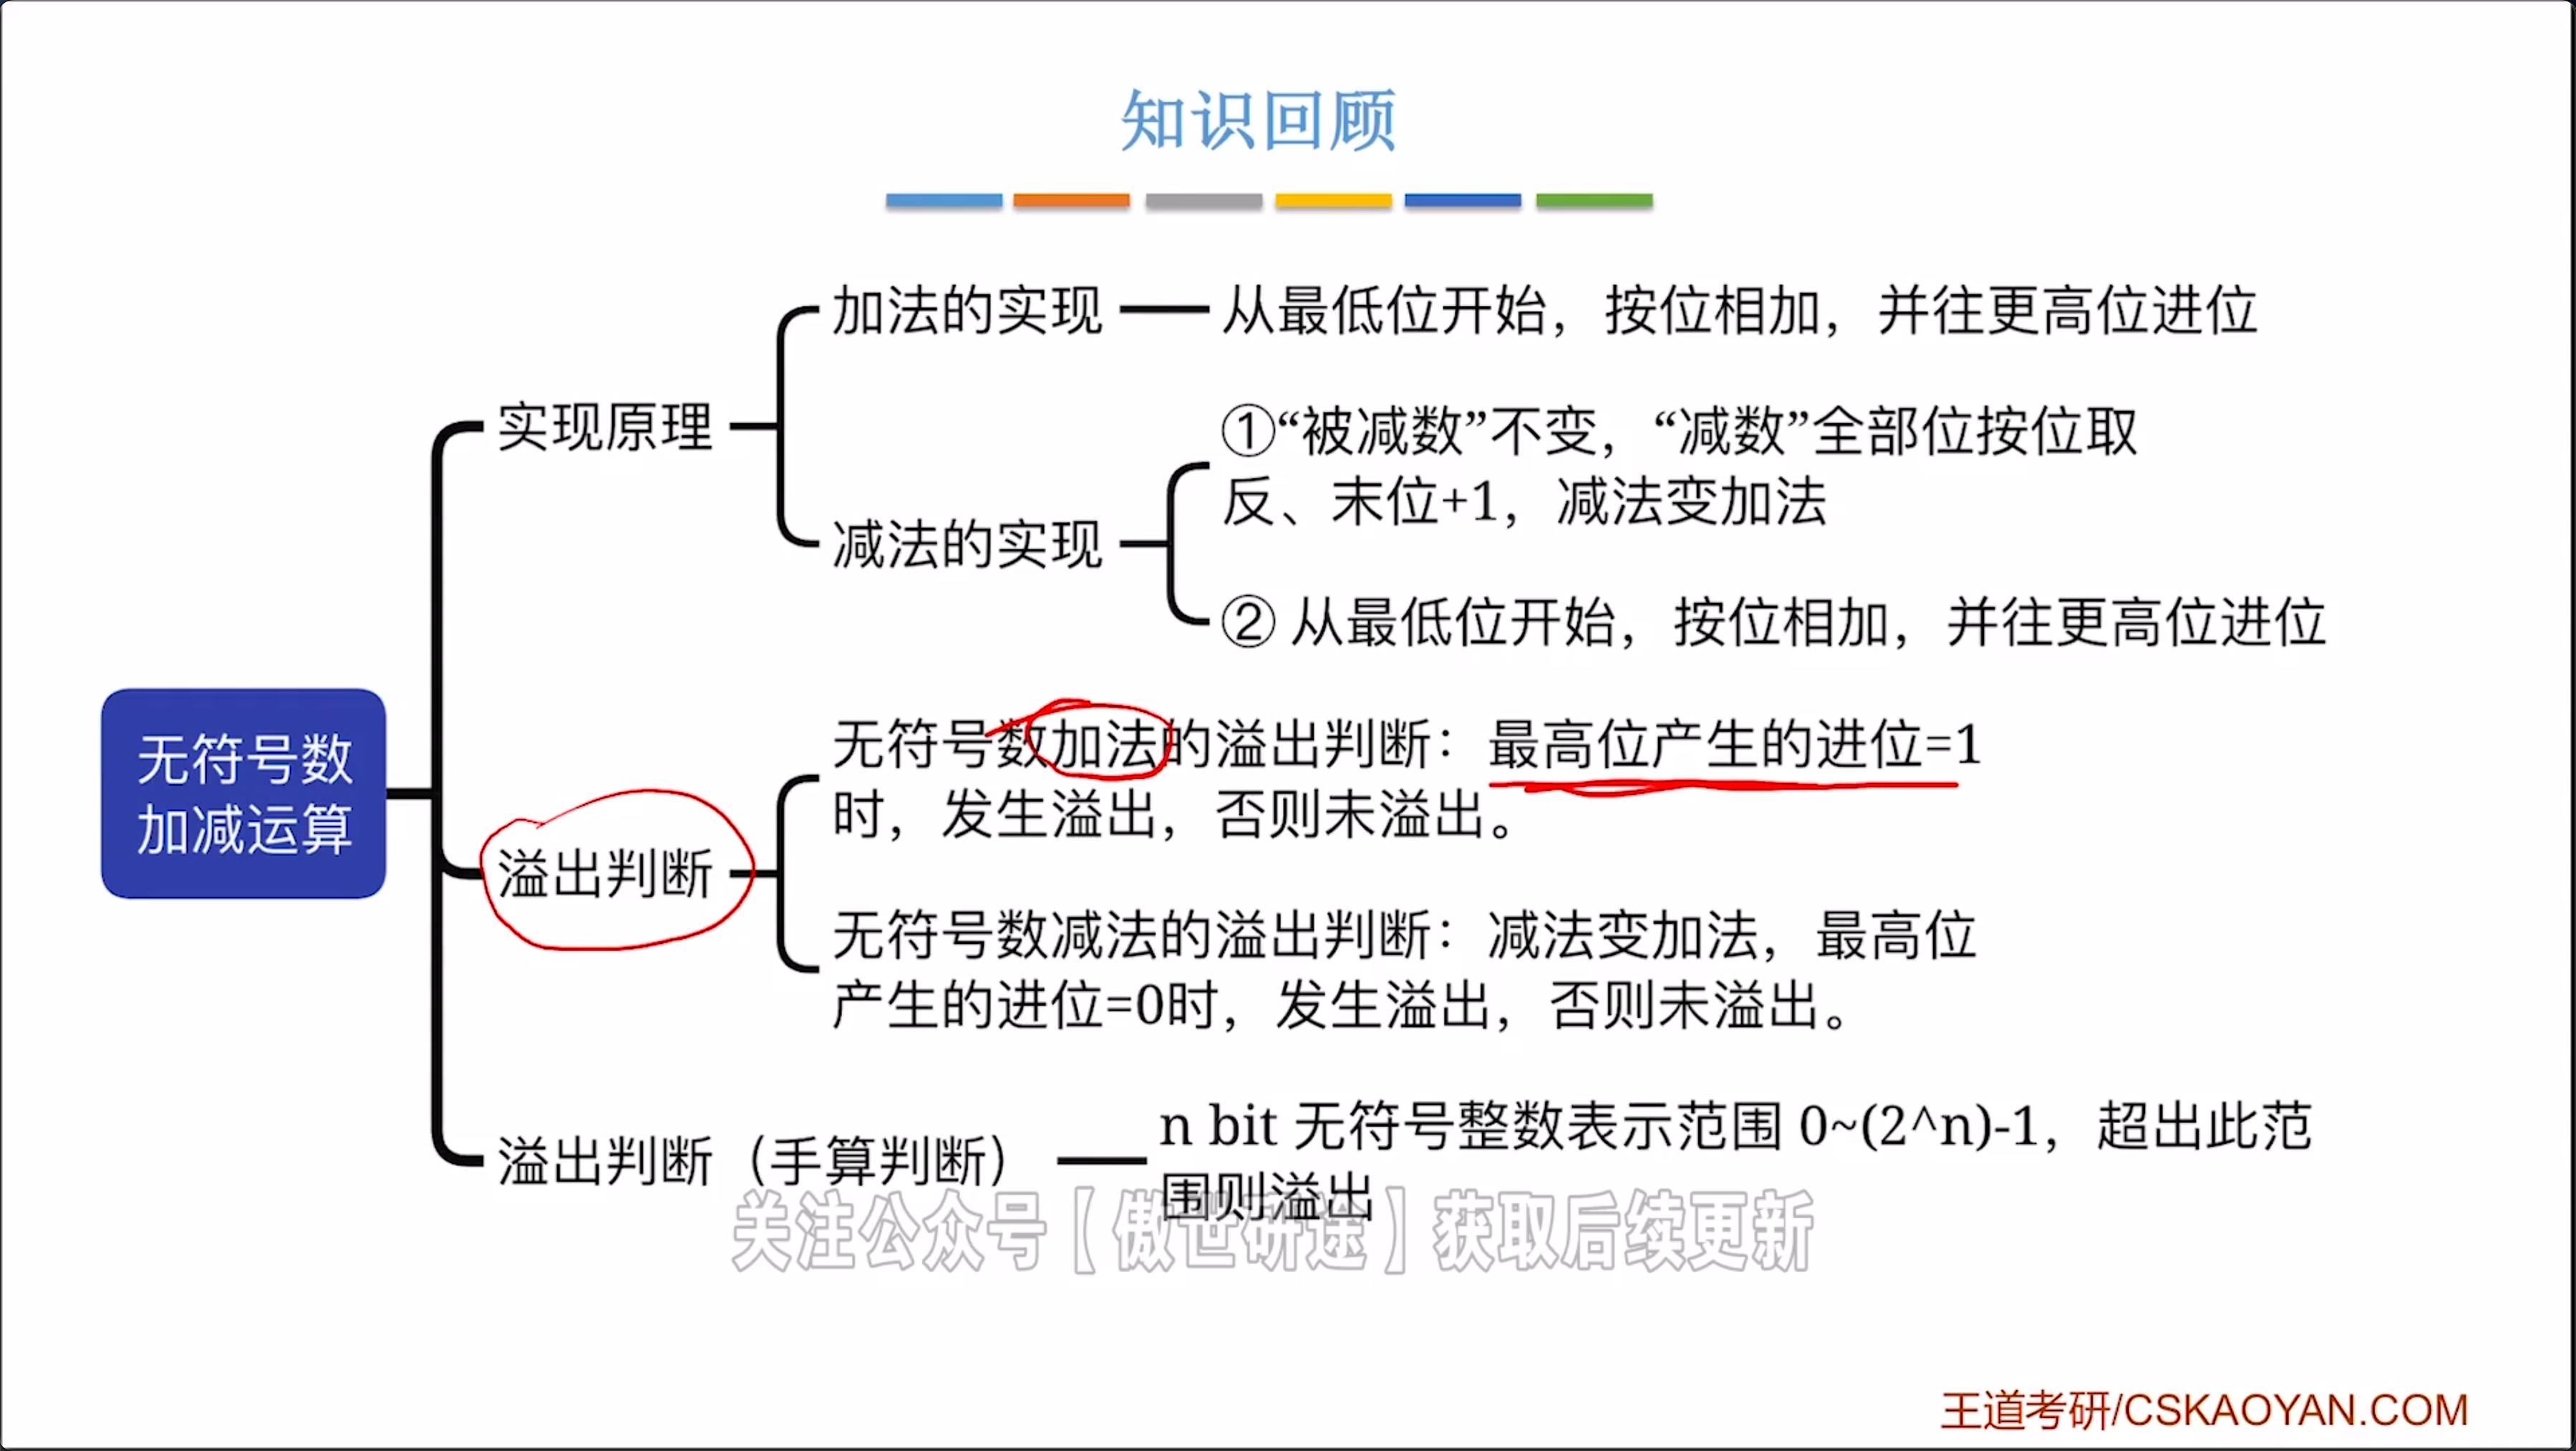 知识回顾
加法的实现
从最低位开始，按位相加，并往更高位进位
实现原理
①“被减数”不变，“减数”全部位按位取
反、末位+1，减法变加法
减法的实现
② 从最低位开始，按位相加，并往更高位进位
无符号数
加减运算
无符号数加法的溢出判断：最高位产生的进位=1
时，发生溢出，否则未溢出。
溢出判断
无符号数减法的溢出判断：减法变加法，最高位
产生的进位=0时，发生溢出，否则未溢出。
溢出判断（手算判断）
n bit 无符号整数表示范围 0~(2^n)-1，超出此范
围则溢出
关注公众号【傲世研途】获取后续更新
王道考研/CSKAOYAN.COM